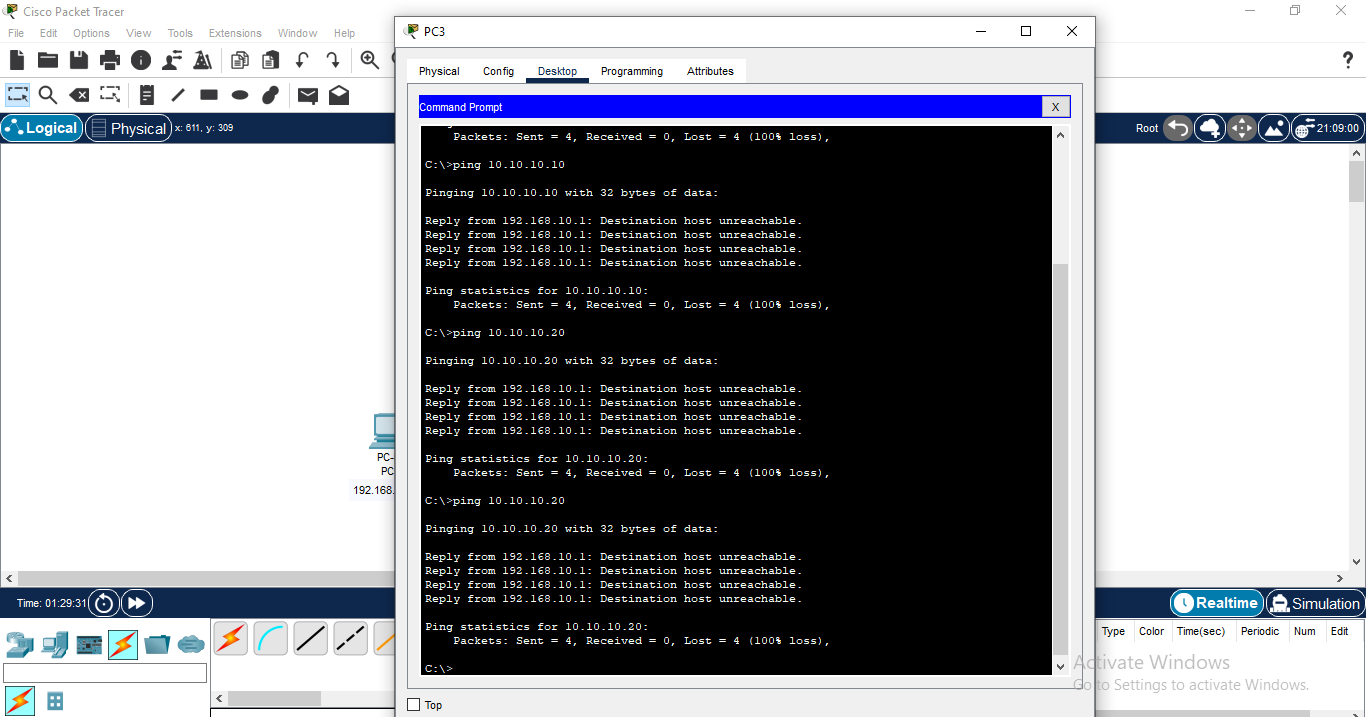 Cisco Packet Tracer
File Edit Options View Tools Extensions Window Help
PC3
Physical Config Desktop Programming Attributes
Command Prompt
X
Logical Physical x: 611, y: 309
Root 21:09:00
Packets: Sent = 4, Received = 0, Lost = 4 (100% loss),
C:\>ping 10.10.10.10
Pinging 10.10.10.10 with 32 bytes of data:
Reply from 192.168.10.1: Destination host unreachable.
Reply from 192.168.10.1: Destination host unreachable.
Reply from 192.168.10.1: Destination host unreachable.
Reply from 192.168.10.1: Destination host unreachable.
Ping statistics for 10.10.10.10:
Packets: Sent = 4, Received = 0, Lost = 4 (100% loss),
C:\>ping 10.10.10.20
Pinging 10.10.10.20 with 32 bytes of data:
Reply from 192.168.10.1: Destination host unreachable.
Reply from 192.168.10.1: Destination host unreachable.
Reply from 192.168.10.1: Destination host unreachable.
Reply from 192.168.10.1: Destination host unreachable.
Ping statistics for 10.10.10.20:
Packets: Sent = 4, Received = 0, Lost = 4 (100% loss),
C:\>ping 10.10.10.20
Pinging 10.10.10.20 with 32 bytes of data:
Reply from 192.168.10.1: Destination host unreachable.
Reply from 192.168.10.1: Destination host unreachable.
Reply from 192.168.10.1: Destination host unreachable.
Reply from 192.168.10.1: Destination host unreachable.
Ping statistics for 10.10.10.20:
Packets: Sent = 4, Received = 0, Lost = 4 (100% loss),
C:\>
PC-
PC
192.168.
Time: 01:29:31
Realtime Simulation
Type Color Time(sec) Periodic Num Edit
Activate Windows
Go to Settings to activate Windows.
Top